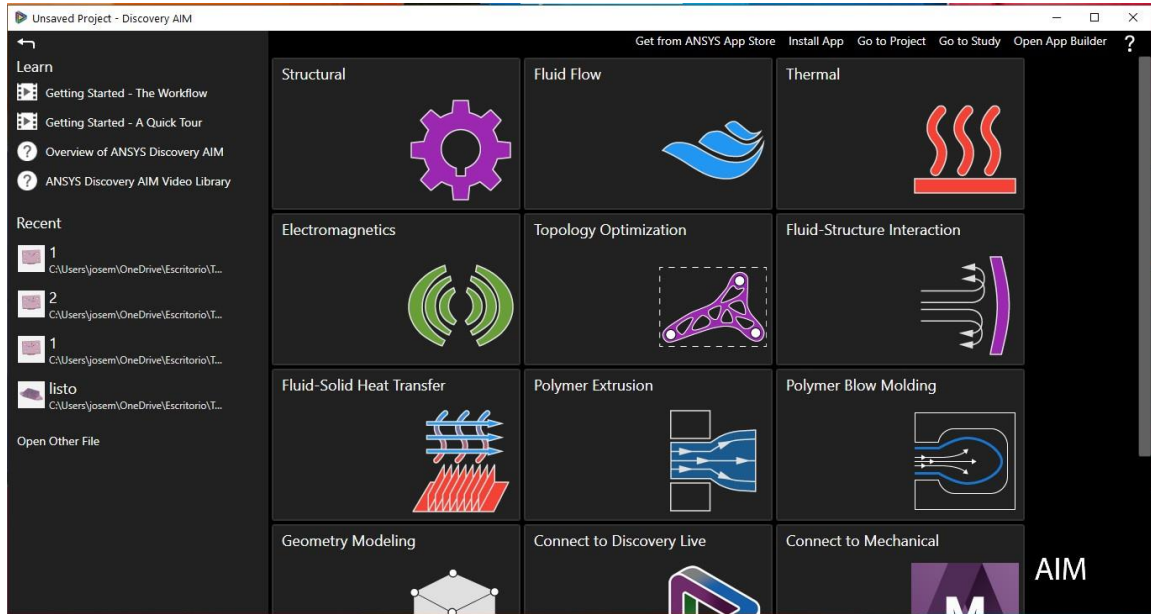 Unsaved Project - Discovery AIM
Get from ANSYS App Store Install App Go to Project Go to Study Open App Builder ?
Learn
Getting Started - The Workflow
Getting Started - A Quick Tour
? Overview of ANSYS Discovery AIM
? ANSYS Discovery AIM Video Library
Recent
1
C:\Users\josem\OneDrive\Escritorio\T...
2
C:\Users\josem\OneDrive\Escritorio\T...
1
C:\Users\josem\OneDrive\Escritorio\T...
listo
C:\Users\josem\OneDrive\Escritorio\T...
Open Other File
Structural
Fluid Flow
Thermal
Electromagnetics
Topology Optimization
Fluid-Structure Interaction
Fluid-Solid Heat Transfer
Polymer Extrusion
Polymer Blow Molding
Geometry Modeling
Connect to Discovery Live
Connect to Mechanical
M
AIM